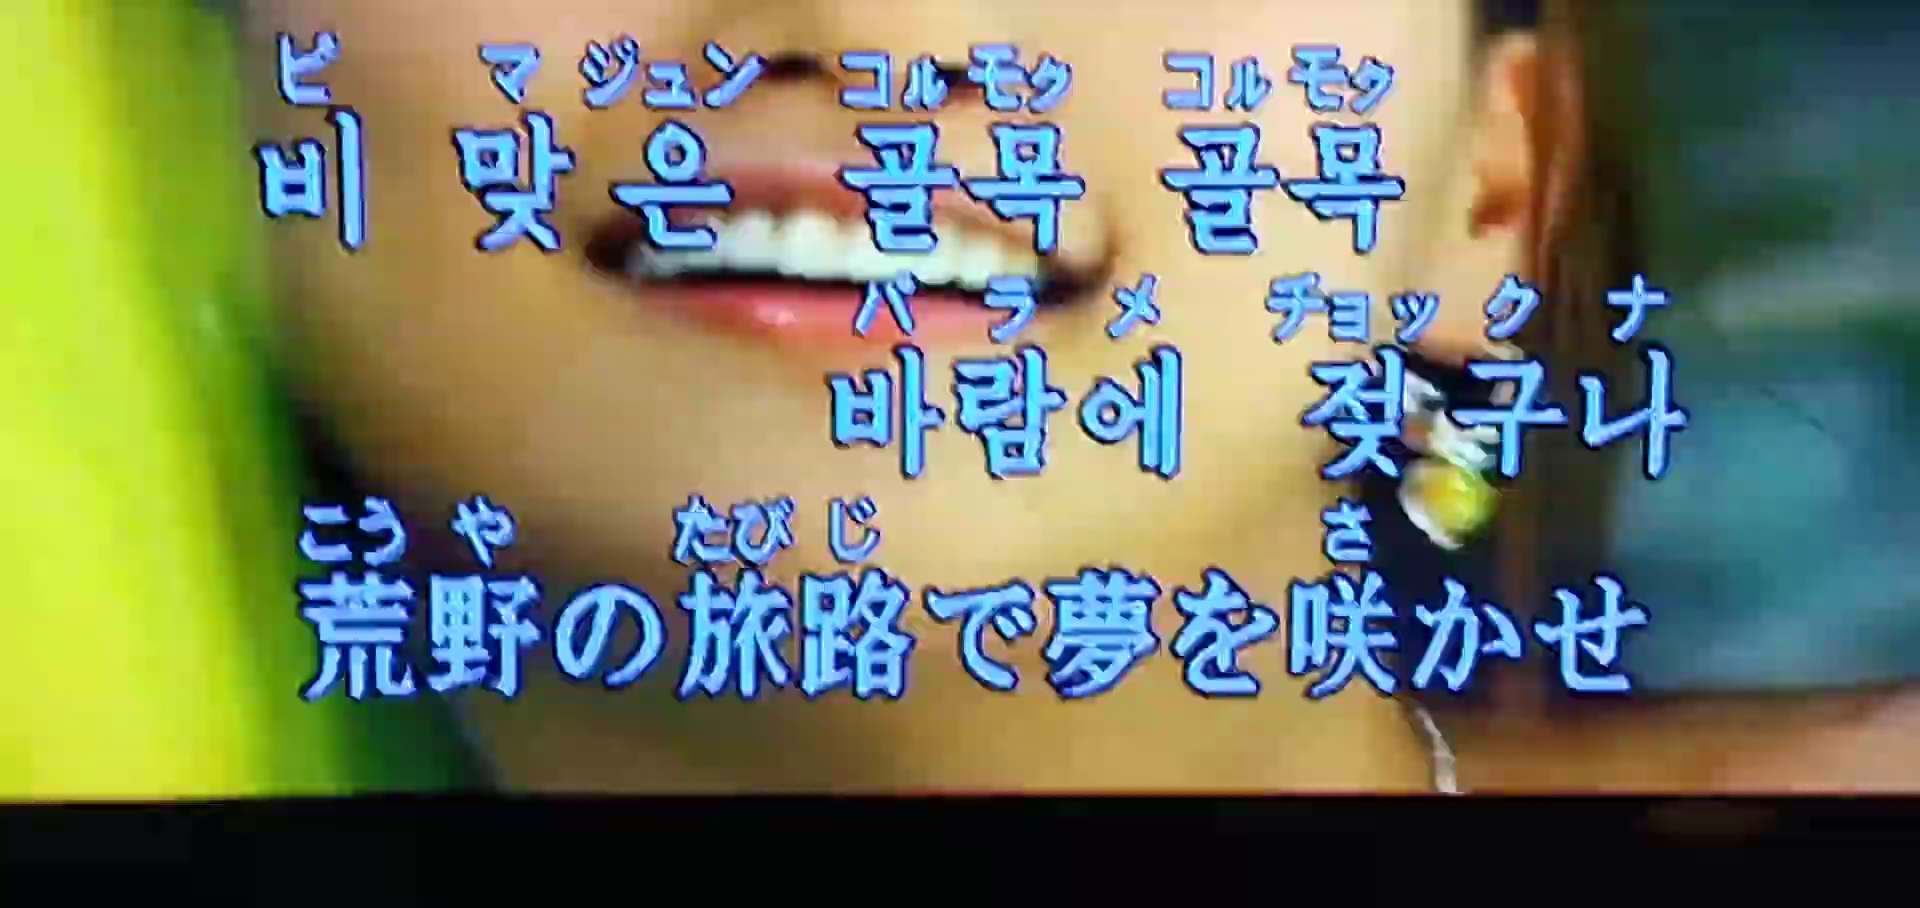 ピ マジュン コルモク コルモク
비 맞은 골목 골목
バラメ チョックナ
바람에 젖구나
こうや たびじ さ
荒野の旅路で夢を咲かせ